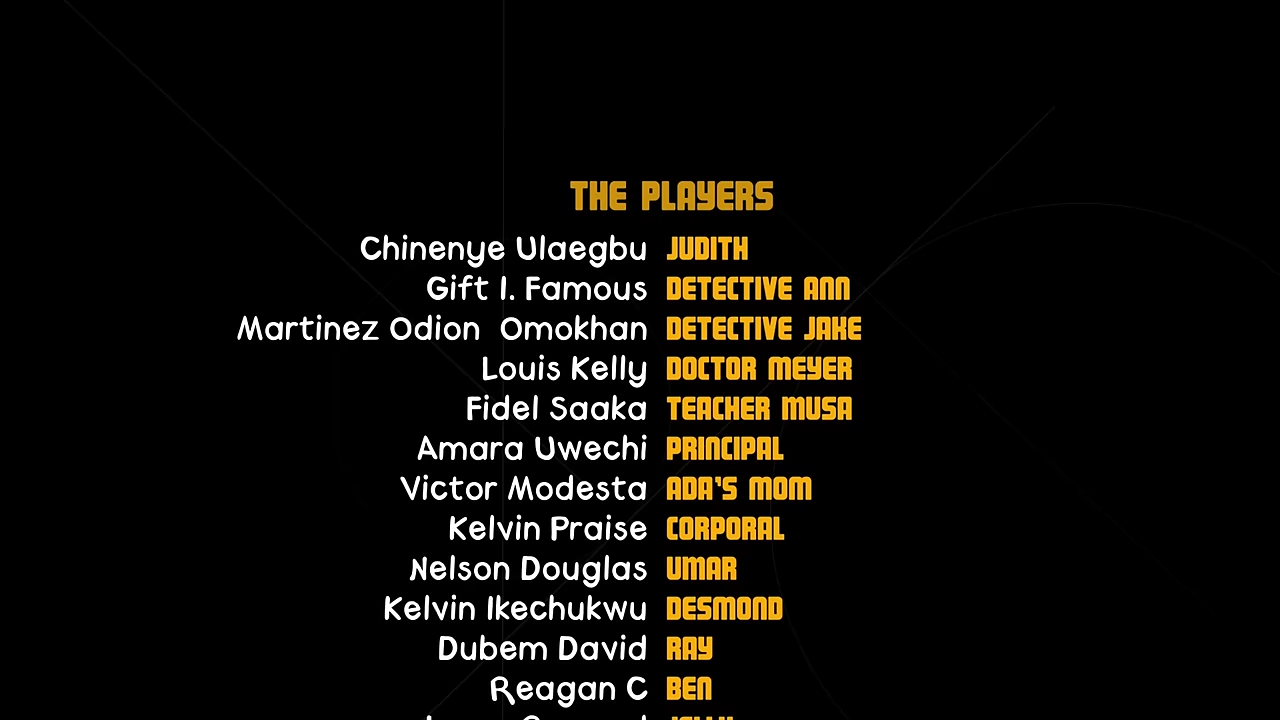 THE PLAYERS
Chinenye Ulaegbu JUDITH
Gift I. Famous DETECTIVE ANN
Martinez Odion Omokhan DETECTIVE JAKE
Louis Kelly DOCTOR MEYER
Fidel Saaka TEACHER MUSA
Amara Uwechi PRINCIPAL
Victor Modesta ADA'S MOM
Kelvin Praise CORPORAL
Nelson Douglas UMAR
Kelvin Ikechukwu DESMOND
Dubem David RAY
Reagan C BEN